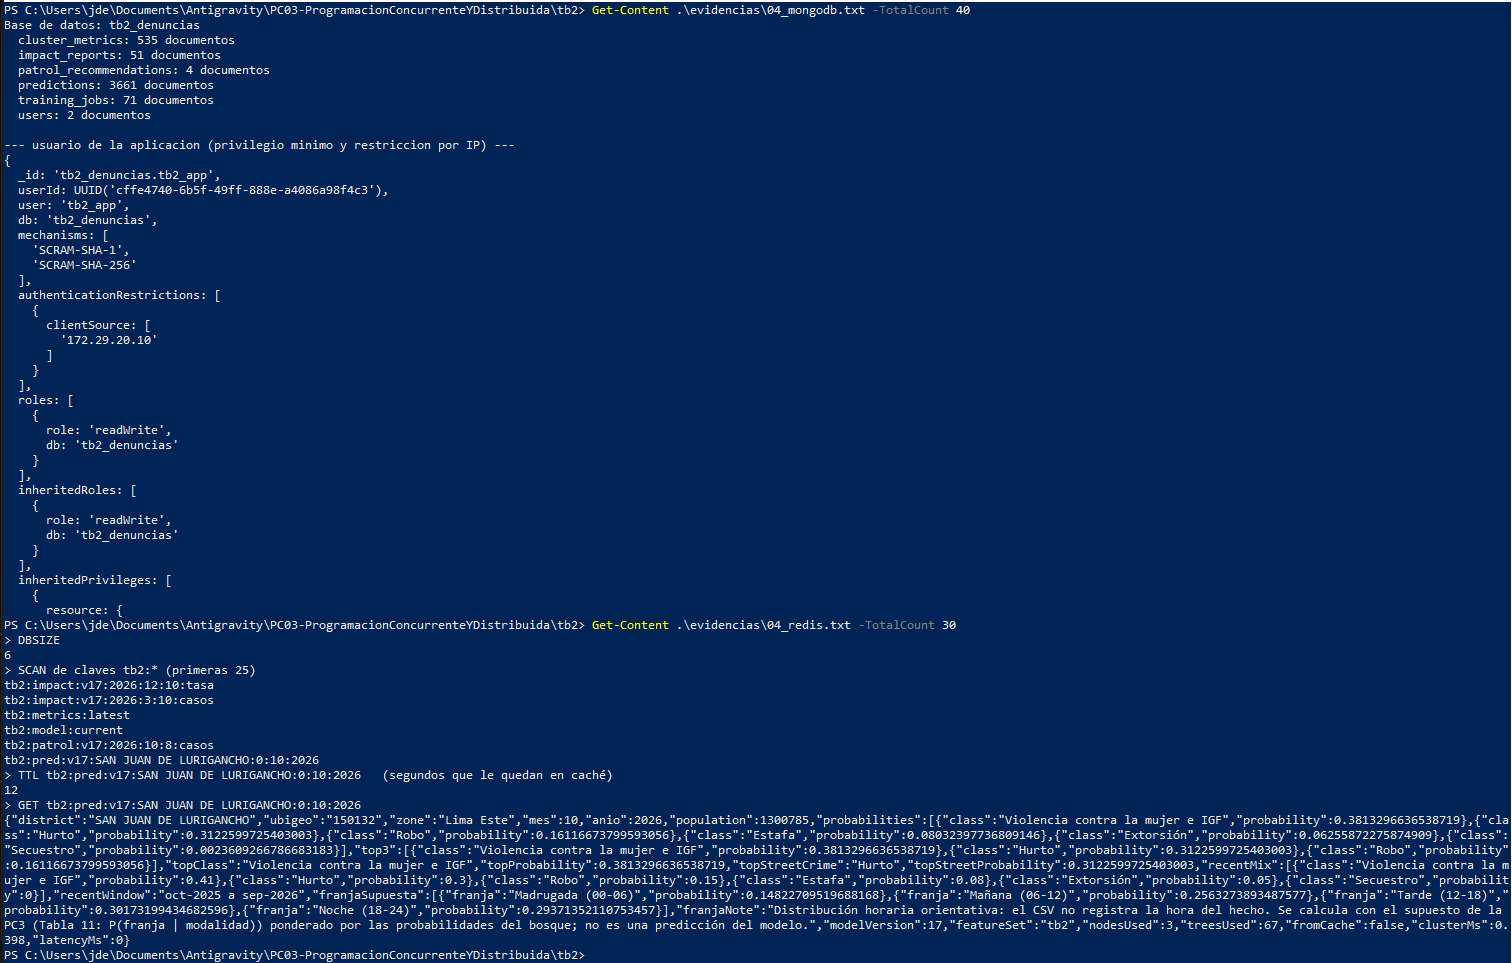 PS C:\Users\jde\Documents\Antigravity\PC03-ProgramacionConcurrenteYDistribuida\tb2> Get-Content .\evidencias\04_mongodb.txt -TotalCount 40
Base de datos: tb2_denuncias
  cluster_metrics: 535 documentos
  impact_reports: 51 documentos
  patrol_recommendations: 4 documentos
  predictions: 3661 documentos
  training_jobs: 71 documentos
  users: 2 documentos

--- usuario de la aplicacion (privilegio minimo y restriccion por IP) ---
{
  _id: 'tb2_denuncias.tb2_app',
  userId: UUID('cffe4740-6b5f-49ff-888e-a4086a98f4c3'),
  user: 'tb2_app',
  db: 'tb2_denuncias',
  mechanisms: [
    'SCRAM-SHA-1',
    'SCRAM-SHA-256'
  ],
  authenticationRestrictions: [
    {
      clientSource: [
        '172.29.20.10'
      ]
    }
  ],
  roles: [
    {
      role: 'readWrite',
      db: 'tb2_denuncias'
    }
  ],
  inheritedRoles: [
    {
      role: 'readWrite',
      db: 'tb2_denuncias'
    }
  ],
  inheritedPrivileges: [
    {
      resource: {
PS C:\Users\jde\Documents\Antigravity\PC03-ProgramacionConcurrenteYDistribuida\tb2> Get-Content .\evidencias\04_redis.txt -TotalCount 30
> DBSIZE
6
> SCAN de claves tb2:* (primeras 25)
tb2:impact:v17:2026:12:10:tasa
tb2:impact:v17:2026:3:10:casos
tb2:metrics:latest
tb2:model:current
tb2:patrol:v17:2026:10:8:casos
tb2:pred:v17:SAN JUAN DE LURIGANCHO:0:10:2026
> TTL tb2:pred:v17:SAN JUAN DE LURIGANCHO:0:10:2026   (segundos que le quedan en caché)
12
> GET tb2:pred:v17:SAN JUAN DE LURIGANCHO:0:10:2026
{"district":"SAN JUAN DE LURIGANCHO","ubigeo":"150132","zone":"Lima Este","mes":10,"anio":2026,"population":1300785,"probabilities":[{"class":"Violencia contra la mujer e IGF","probability":0.3813296636538719},{"cla
ss":"Hurto","probability":0.3122599725403003},{"class":"Robo","probability":0.16116673799593056},{"class":"Estafa","probability":0.08032397736809146},{"class":"Extorsión","probability":0.06255872275874909},{"class":
"Secuestro","probability":0.0023609266786683183}],"top3":[{"class":"Violencia contra la mujer e IGF","probability":0.3813296636538719},{"class":"Hurto","probability":0.3122599725403003},{"class":"Robo","probability"
:0.16116673799593056}],"topClass":"Violencia contra la mujer e IGF","topProbability":0.3813296636538719,"topStreetCrime":"Hurto","topStreetProbability":0.3122599725403003,"recentMix":[{"class":"Violencia contra la m
ujer e IGF","probability":0.41},{"class":"Hurto","probability":0.3},{"class":"Robo","probability":0.15},{"class":"Estafa","probability":0.08},{"class":"Extorsión","probability":0.05},{"class":"Secuestro","probabilit
y":0}],"recentWindow":"oct-2025 a sep-2026","franjaSupuesta":[{"franja":"Madrugada (00-06)","probability":0.14822709519688168},{"franja":"Mañana (06-12)","probability":0.2563273893487577},{"franja":"Tarde (12-18)","
probability":0.30173199434682596},{"franja":"Noche (18-24)","probability":0.29371352110753457}],"franjaNote":"Distribución horaria orientativa: el CSV no registra la hora del hecho. Se calcula con el supuesto de la
PC3 (Tabla 11: P(franja | modalidad)) ponderado por las probabilidades del bosque; no es una predicción del modelo.","modelVersion":17,"featureSet":"tb2","nodesUsed":3,"treesUsed":67,"fromCache":false,"clusterMs":0.
398,"latencyMs":0}
PS C:\Users\jde\Documents\Antigravity\PC03-ProgramacionConcurrenteYDistribuida\tb2>